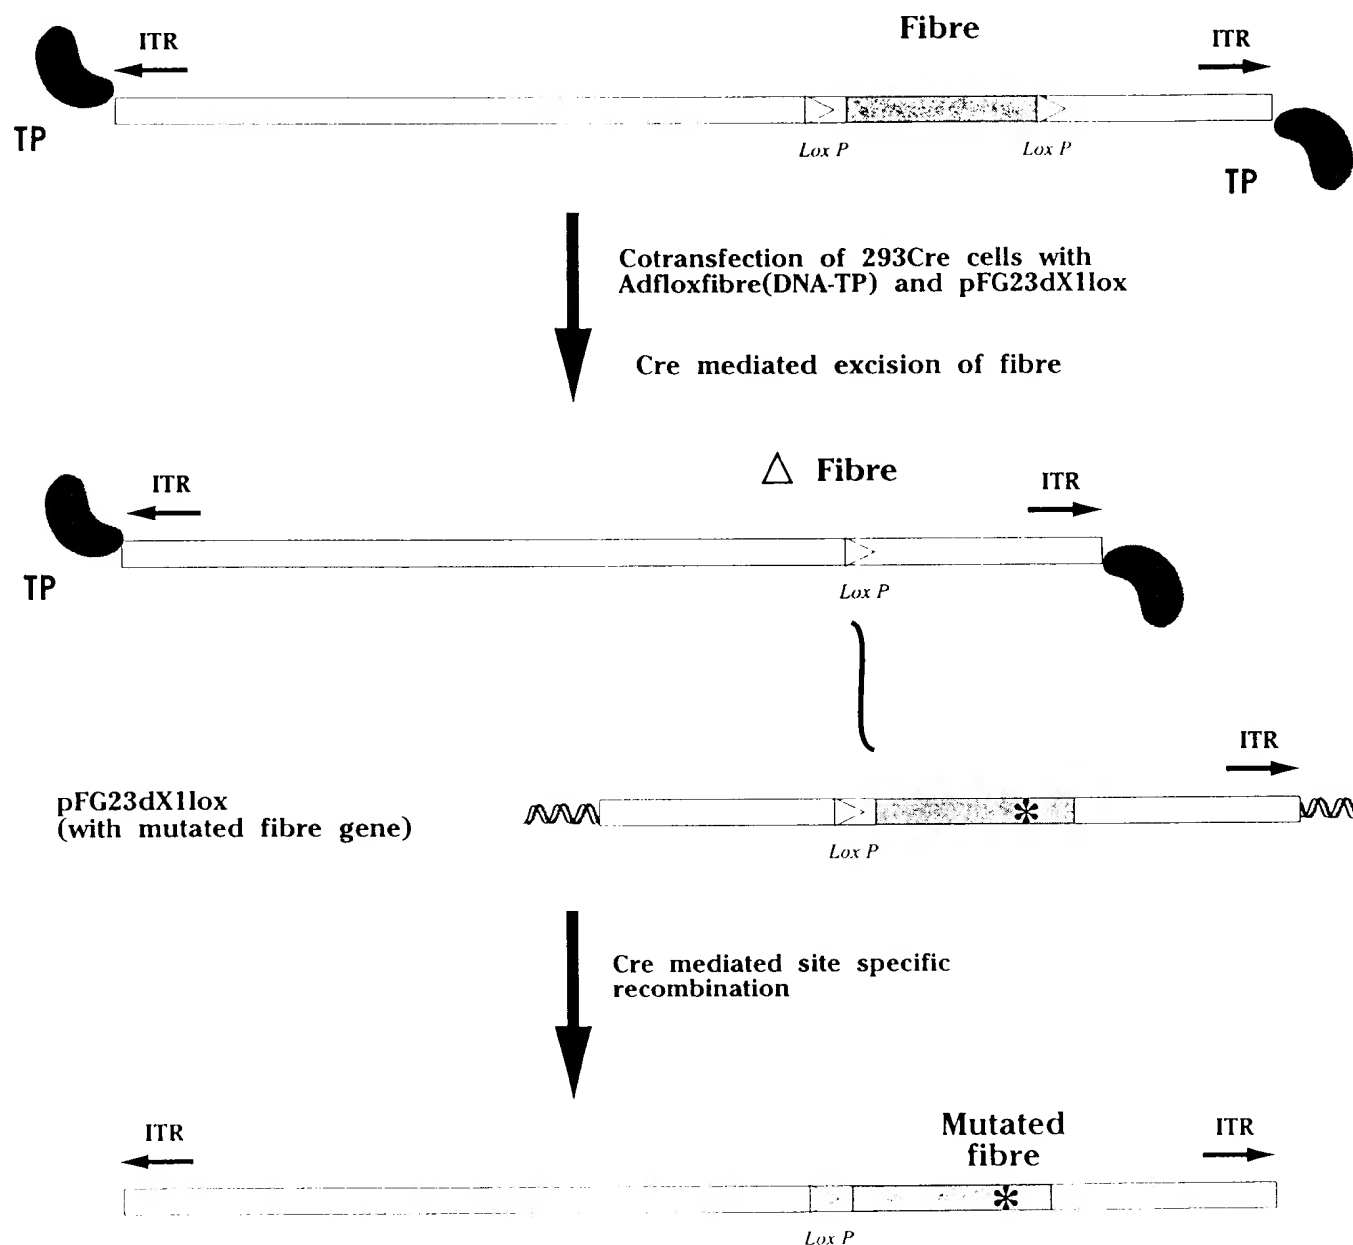 Fibre
ITR
ITR
TP
Lox P
Lox P
TP
Cotransfection of 293Cre cells with
Adfloxfibre(DNA-TP) and pFG23dX1lox
Cre mediated excision of fibre
△ Fibre
ITR
ITR
TP
Lox P
ITR
pFG23dX1lox
(with mutated fibre gene)
*
Lox P
Cre mediated site specific
recombination
Mutated
fibre
ITR
ITR
*
Lox P